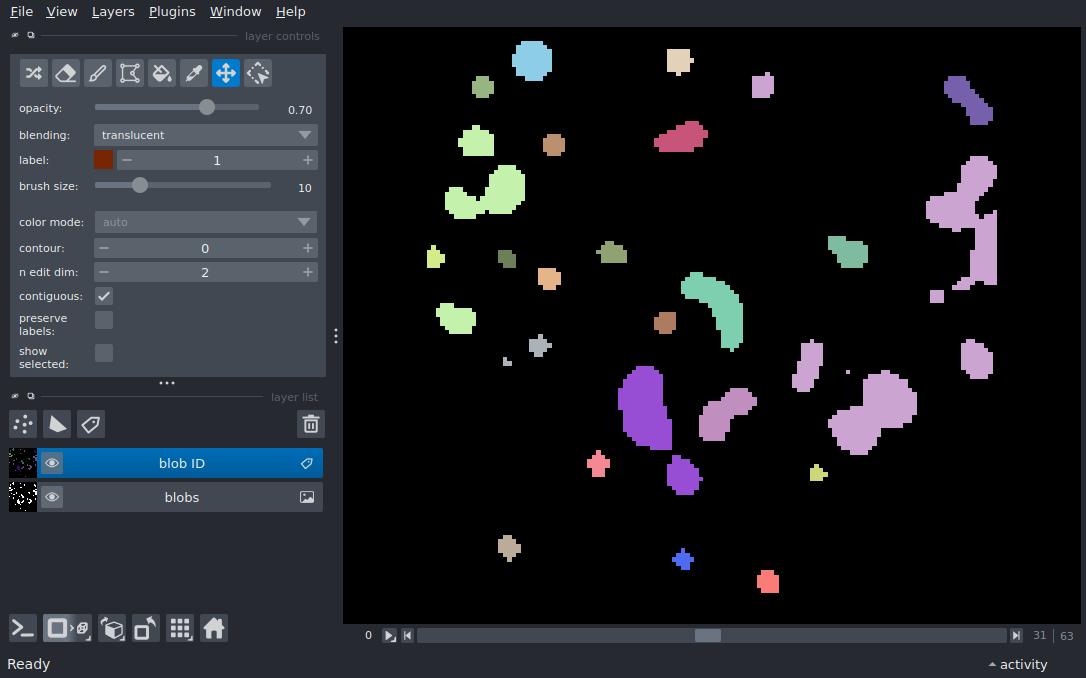 File View Layers Plugins Window Help
layer controls
opacity: 0.70
blending: translucent
label: 1
brush size: 10
color mode: auto
contour: 0
n edit dim: 2
contiguous:
preserve
labels:
show
selected:
layer list
blob ID
blobs
0 31 63
Ready activity